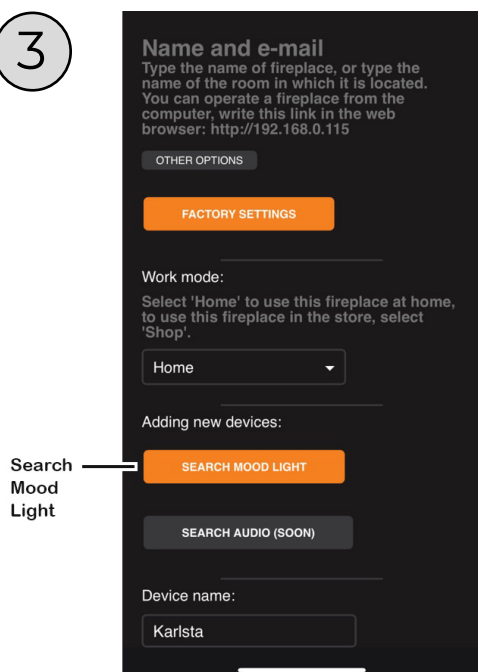 3
Name and e-mail
Type the name of fireplace, or type the
name of the room in which it is located.
You can operate a fireplace from the
computer, write this link in the web
browser: http://192.168.0.115
OTHER OPTIONS
FACTORY SETTINGS
Work mode:
Select 'Home' to use this fireplace at home,
to use this fireplace in the store, select
'Shop'.
Home
Adding new devices:
Search
Mood
Light
SEARCH MOOD LIGHT
SEARCH AUDIO (SOON)
Device name:
Karlsta